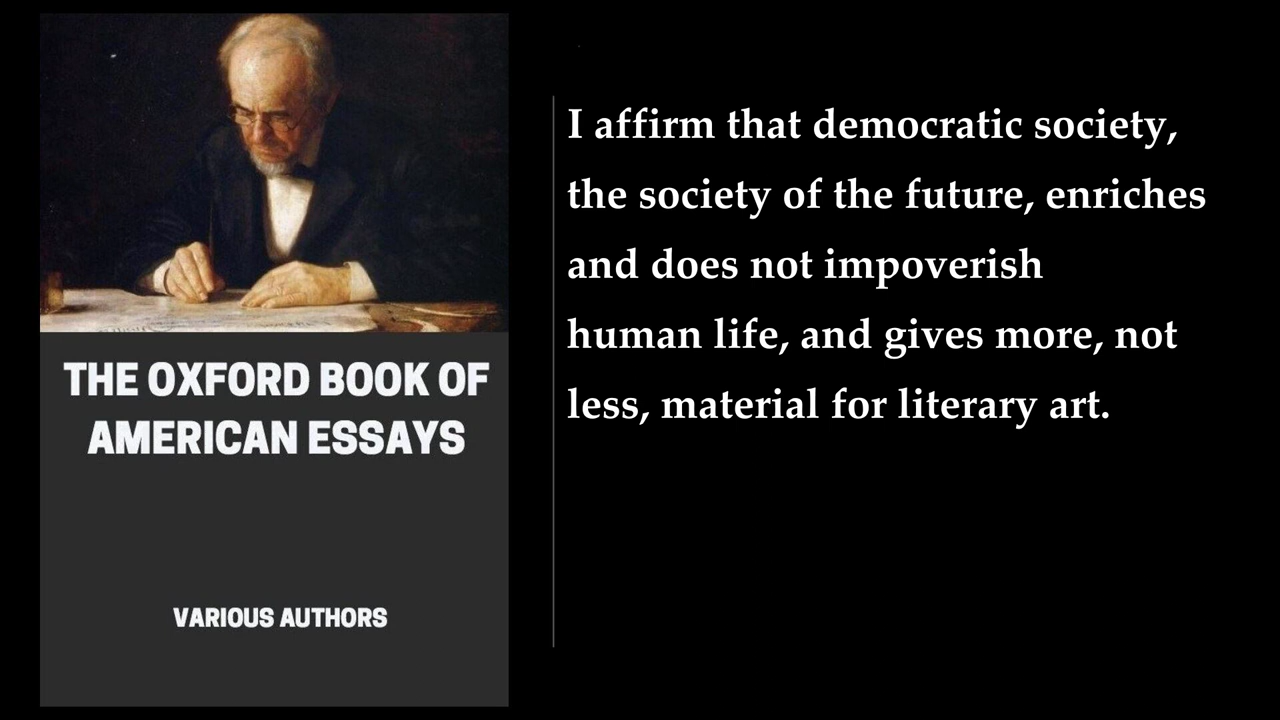 THE OXFORD BOOK OF
AMERICAN ESSAYS
VARIOUS AUTHORS
I affirm that democratic society,
the society of the future, enriches
and does not impoverish
human life, and gives more, not
less, material for literary art.